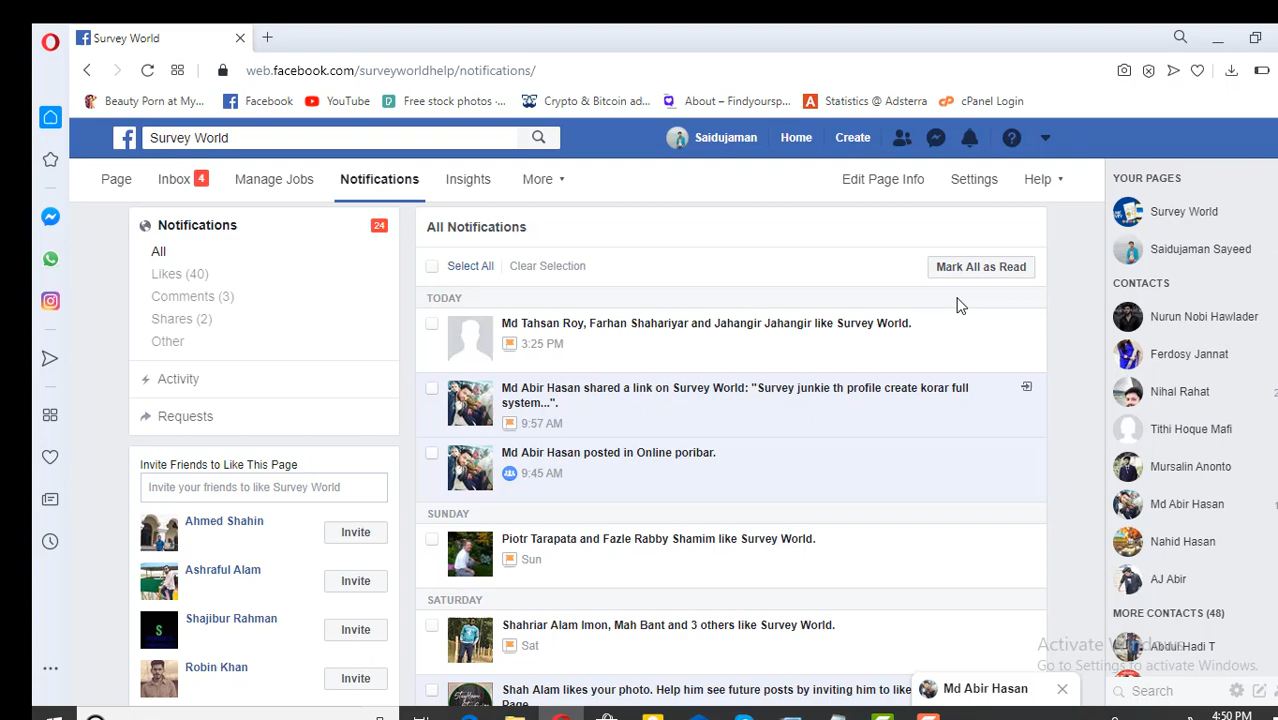 Survey World
web.facebook.com/surveyworldhelp/notifications/
Beauty Porn at My...
Facebook
YouTube
Free stock photos ·...
Crypto & Bitcoin ad...
About – Findyoursp...
Statistics @ Adsterra
cPanel Login
Survey World
Saidujaman
Home
Create
Page
Inbox 4
Manage Jobs
Notifications
Insights
More
Edit Page Info
Settings
Help
Notifications
24
All
Likes (40)
Comments (3)
Shares (2)
Other
Activity
Requests
Invite Friends to Like This Page
Invite your friends to like Survey World
Ahmed Shahin
Invite
Ashraful Alam
Invite
Shajibur Rahman
Invite
Robin Khan
Invite
All Notifications
Select All
Clear Selection
Mark All as Read
TODAY
Md Tahsan Roy, Farhan Shahariyar and Jahangir Jahangir like Survey World.
3:25 PM
Md Abir Hasan shared a link on Survey World: "Survey junkie th profile create korar full
system...".
9:57 AM
Md Abir Hasan posted in Online poribar.
9:45 AM
SUNDAY
Piotr Tarapata and Fazle Rabby Shamim like Survey World.
Sun
SATURDAY
Shahriar Alam Imon, Mah Bant and 3 others like Survey World.
Sat
Shah Alam likes your photo. Help him see future posts by inviting him to like
Page.
YOUR PAGES
Survey World
Saidujaman Sayeed
CONTACTS
Nurun Nobi Hawlader
Ferdosy Jannat
Nihal Rahat
Tithi Hoque Mafi
Mursalin Anonto
Md Abir Hasan
Nahid Hasan
AJ Abir
MORE CONTACTS (48)
Abdul Hadi T
Activate Windows
Go to Settings to activate Windows.
Md Abir Hasan
Search
4:50 PM